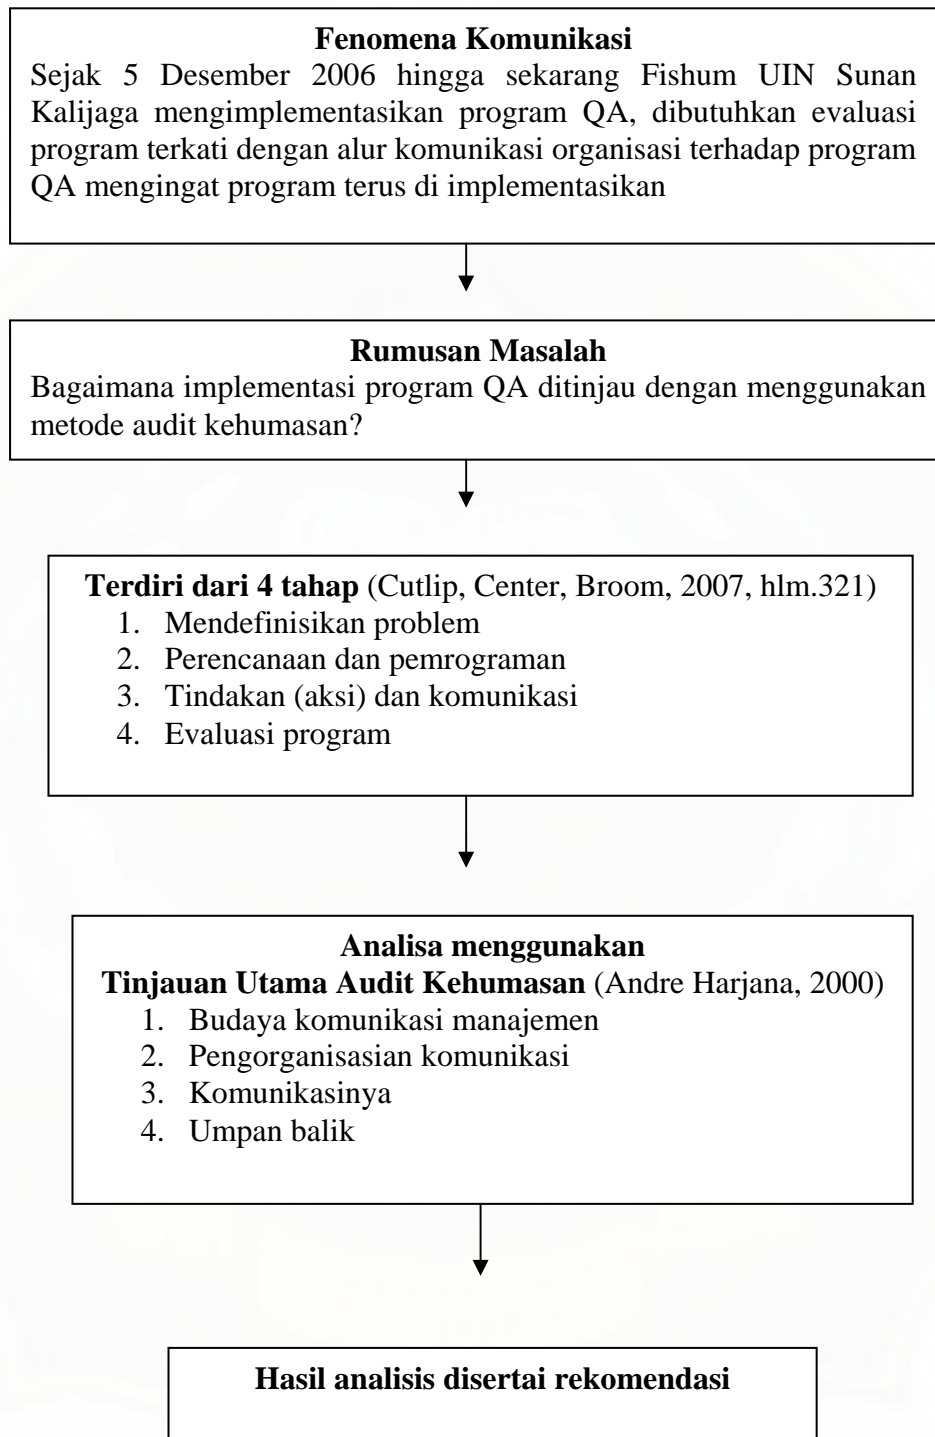 Fenomena Komunikasi
Sejak 5 Desember 2006 hingga sekarang Fishum UIN Sunan
Kalijaga mengimplementasikan program QA, dibutuhkan evaluasi
program terkati dengan alur komunikasi organisasi terhadap program
QA mengingat program terus di implementasikan
Rumusan Masalah
Bagaimana implementasi program QA ditinjau dengan menggunakan
metode audit kehumasan?
Terdiri dari 4 tahap (Cutlip, Center, Broom, 2007, hlm.321)
1. Mendefinisikan problem
2. Perencanaan dan pemrograman
3. Tindakan (aksi) dan komunikasi
4. Evaluasi program
Analisa menggunakan
Tinjauan Utama Audit Kehumasan (Andre Harjana, 2000)
1. Budaya komunikasi manajemen
2. Pengorganisasian komunikasi
3. Komunikasinya
4. Umpan balik
Hasil analisis disertai rekomendasi